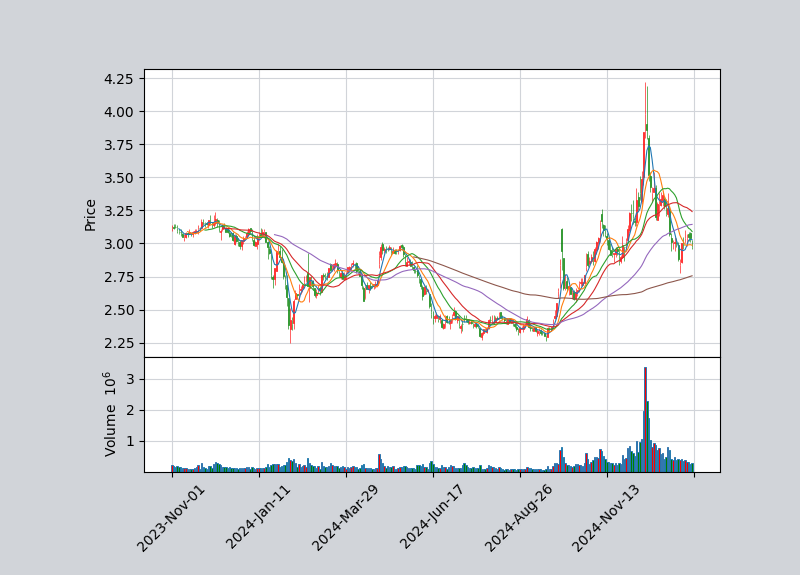 4.25
4.00
3.75
3.50
3.25
3.00
2.75
2.50
2.25
Price
3
2
1
Volume 10^6
2023-Nov-01
2024-Jan-11
2024-Mar-29
2024-Jun-17
2024-Aug-26
2024-Nov-13